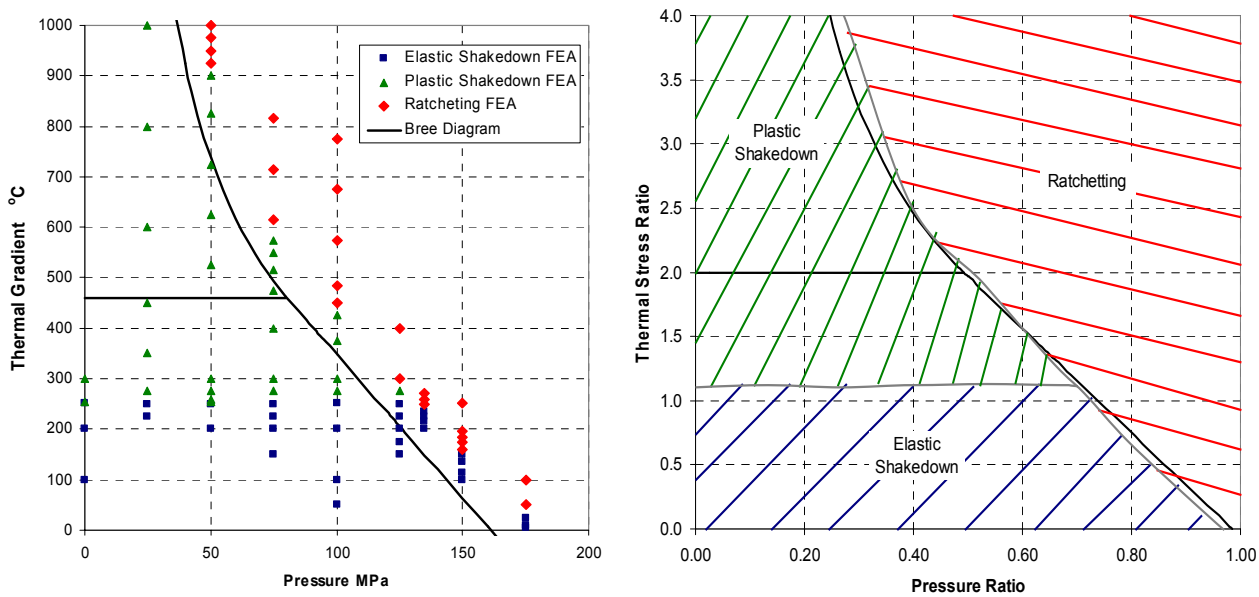 1000
900
800
700
600
500
400
300
200
100
0
Thermal Gradient °C
0
50
100
150
200
Pressure MPa
Elastic Shakedown FEA
Plastic Shakedown FEA
Ratcheting FEA
Bree Diagram
4.0
3.5
3.0
2.5
2.0
1.5
1.0
0.5
0.0
Thermal Stress Ratio
Plastic
Shakedown
Ratchetting
Elastic
Shakedown
0.00
0.20
0.40
0.60
0.80
1.00
Pressure Ratio